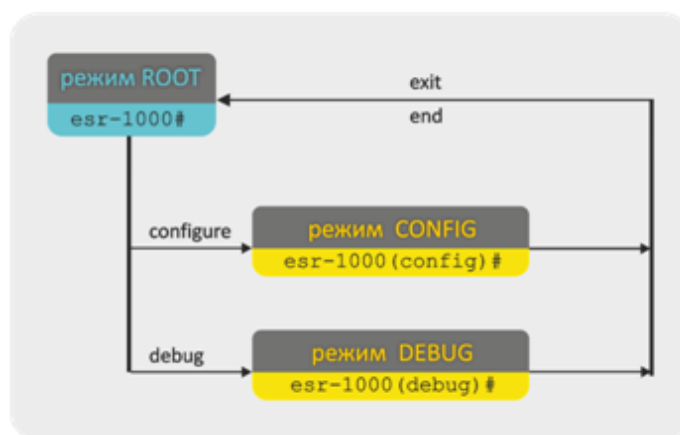 режим ROOT
esr-1000#
exit
end
configure
режим CONFIG
esr-1000(config)#
debug
режим DEBUG
esr-1000(debug)#